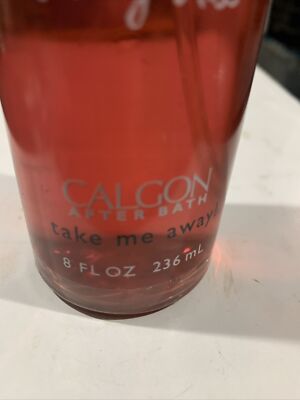 CALGON
AFTER BATH
take me away!
8 FL OZ 236 mL